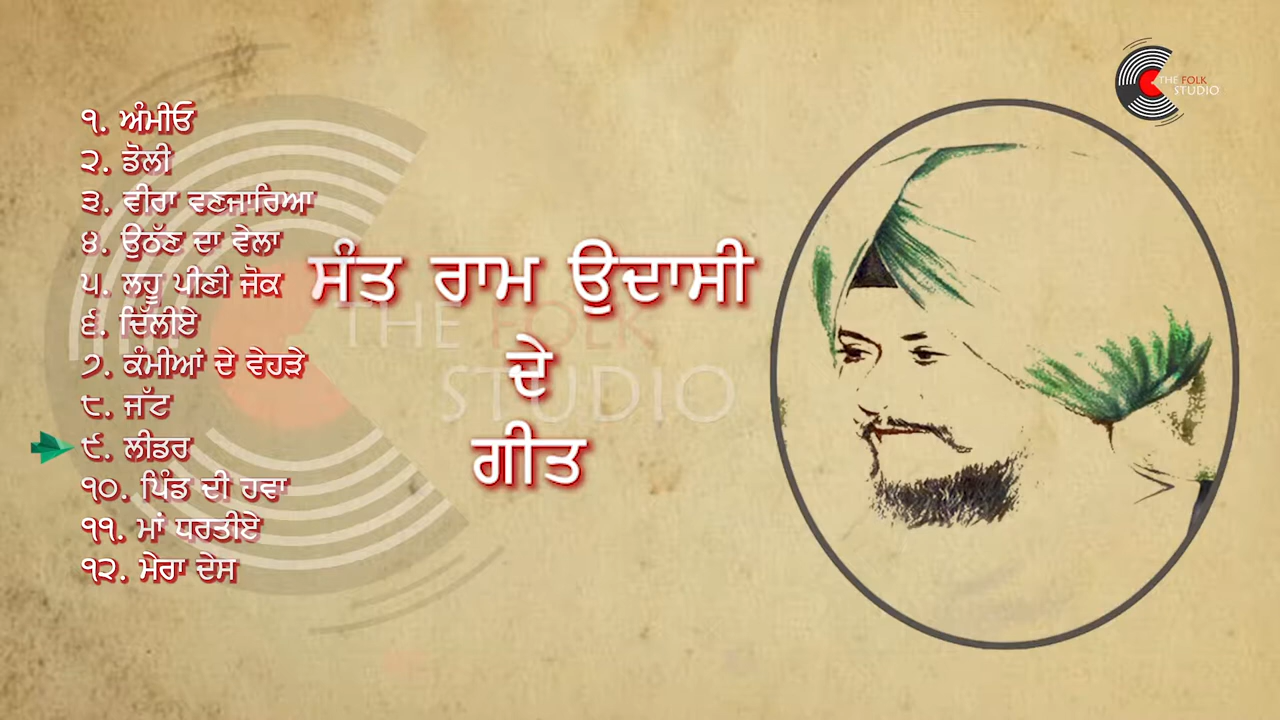 THE FOLK
STUDIO
੧. ਅੰਮੀਓ
੨. ਡੋਲੀ
੩. ਵੀਰਾ ਵਣਜਾਰਿਆ
੪. ਉਠੱਣ ਦਾ ਵੇਲਾ
੫. ਲਹੂ ਪੀਣੀ ਜੋਕ
੬. ਦਿੱਲੀਏ
੭. ਕੰਮੀਆਂ ਦੇ ਵੇਹੜੇ
੮. ਜੱਟ
੯. ਲੀਡਰ
੧੦. ਪਿੰਡ ਦੀ ਹਵਾ
੧੧. ਮਾਂ ਧਰਤੀਏ
੧੨. ਮੇਰਾ ਦੇਸ
ਸੰਤ ਰਾਮ ਉਦਾਸੀ
ਦੇ
ਗੀਤ
THE FOLK
STUDIO